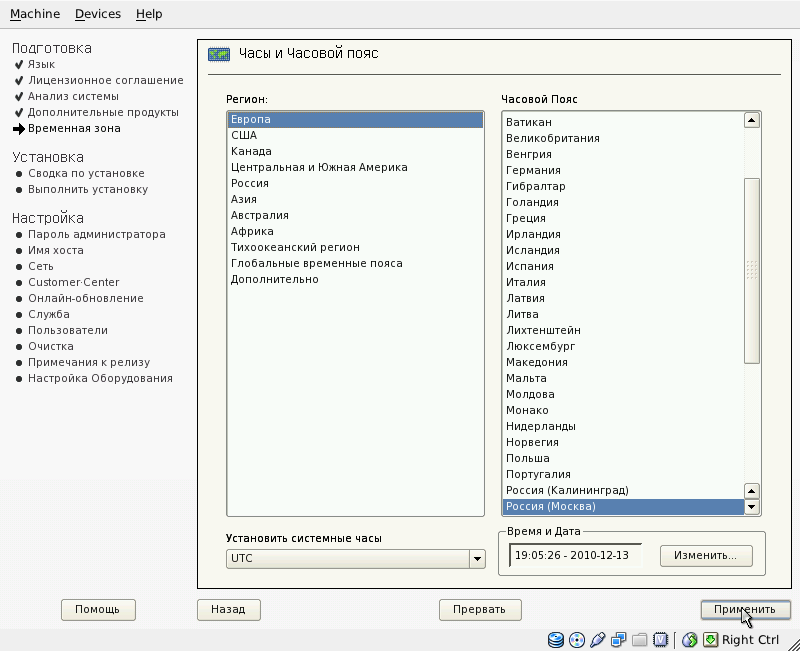 Machine Devices Help
Подготовка
Язык
Лицензионное соглашение
Анализ системы
Дополнительные продукты
Временная зона
Установка
Сводка по установке
Выполнить установку
Настройка
Пароль администратора
Имя хоста
Сеть
Customer Center
Онлайн-обновление
Служба
Пользователи
Очистка
Примечания к релизу
Настройка Оборудования
Часы и Часовой пояс
Регион:
Европа
США
Канада
Центральная и Южная Америка
Россия
Азия
Австралия
Африка
Тихоокеанский регион
Глобальные временные пояса
Дополнительно
Часовой Пояс
Ватикан
Великобритания
Венгрия
Германия
Гибралтар
Голандия
Греция
Ирландия
Исландия
Испания
Италия
Латвия
Литва
Лихтенштейн
Люксембург
Македония
Мальта
Молдова
Монако
Нидерланды
Норвегия
Польша
Португалия
Россия (Калининград)
Россия (Москва)
Установить системные часы
UTC
Время и Дата
19:05:26 - 2010-12-13
Изменить...
Помощь
Назад
Прервать
Применить
Right Ctrl